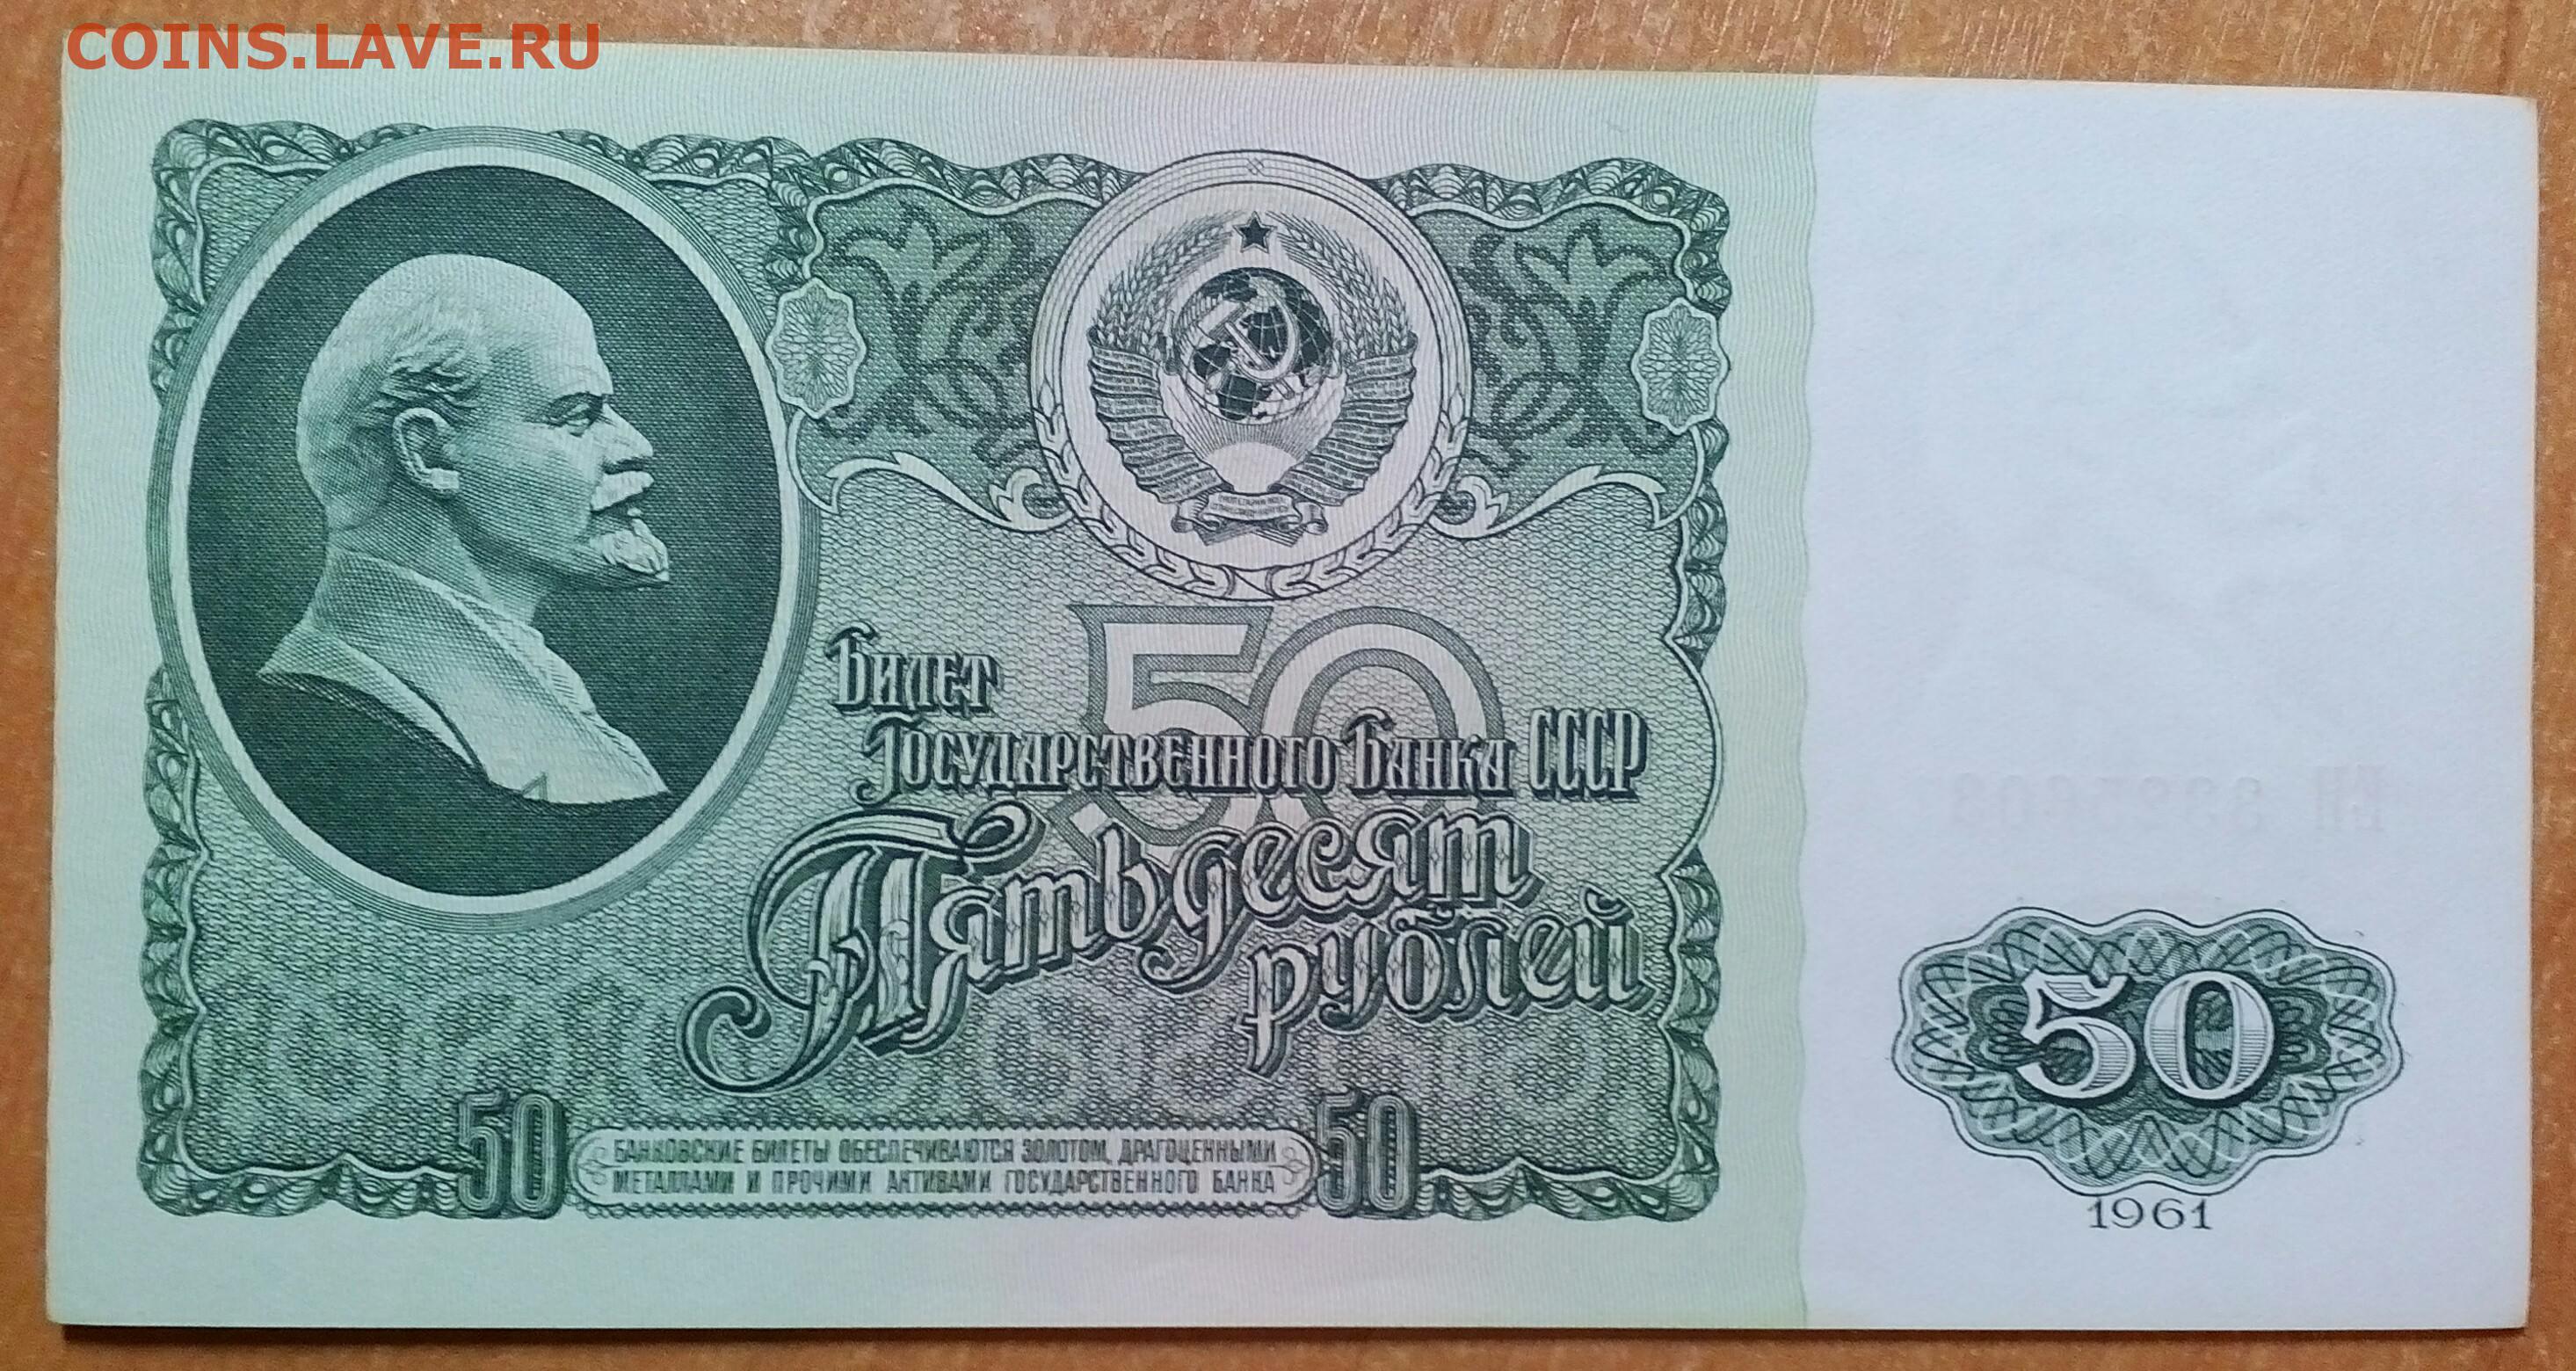 COINS.LAVE.RU
50
Билет
Государственного Банка СССР
Пятьдесят
рублей
50
БАНКОВСКИЕ БИЛЕТЫ ОБЕСПЕЧИВАЮТСЯ ЗОЛОТОМ, ДРАГОЦЕННЫМИ
МЕТАЛЛАМИ И ПРОЧИМИ АКТИВАМИ ГОСУДАРСТВЕННОГО БАНКА
50
50
1961